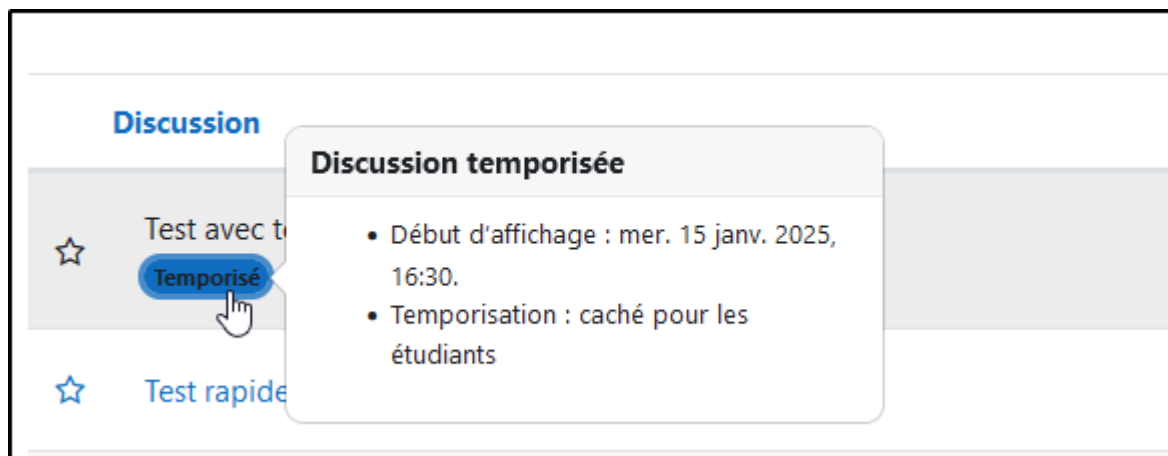 Discussion
Discussion temporisée
Test avec
Temporisé
• Début d'affichage : mer. 15 janv. 2025,
16:30.
• Temporisation : caché pour les
étudiants
Test rapide